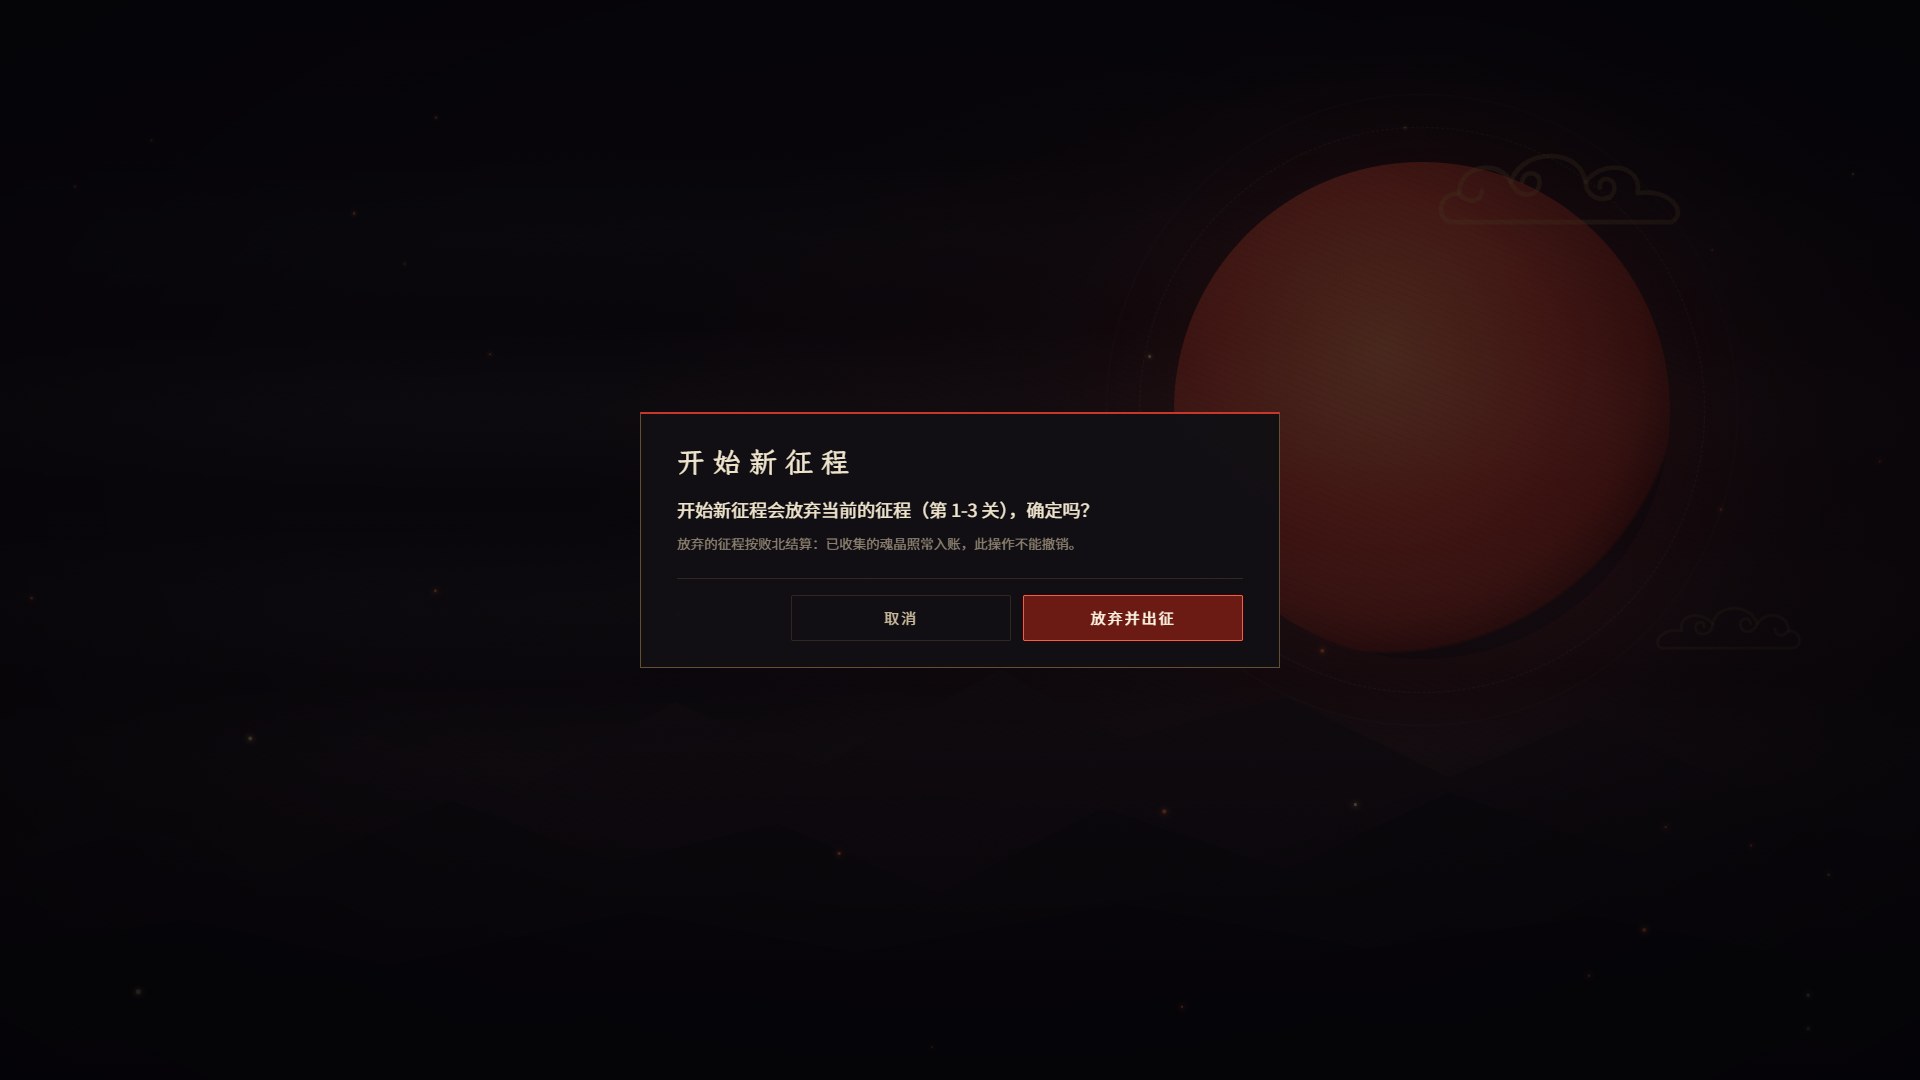 开始新征程
开始新征程会放弃当前的征程（第 1-3 关），确定吗？
放弃的征程按败北结算：已收集的魂晶照常入账，此操作不能撤销。
取消
放弃并出征